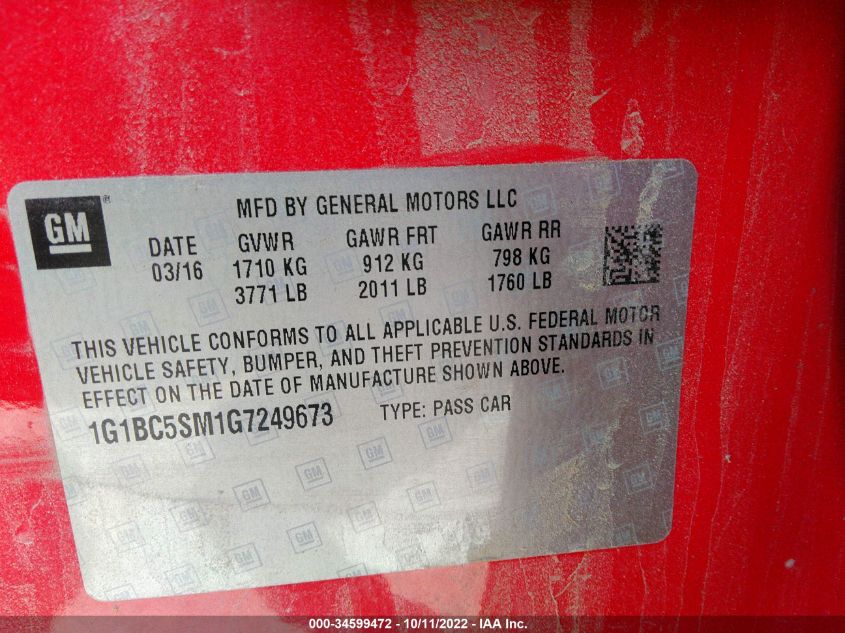 GM
MFD BY GENERAL MOTORS LLC
DATE GVWR GAWR FRT GAWR RR
03/16 1710 KG 912 KG 798 KG
3771 LB 2011 LB 1760 LB
THIS VEHICLE CONFORMS TO ALL APPLICABLE U.S. FEDERAL MOTOR
VEHICLE SAFETY, BUMPER, AND THEFT PREVENTION STANDARDS IN
EFFECT ON THE DATE OF MANUFACTURE SHOWN ABOVE.
1G1BC5SM1G7249673 TYPE: PASS CAR
000-34599472 - 10/11/2022 - IAA Inc.